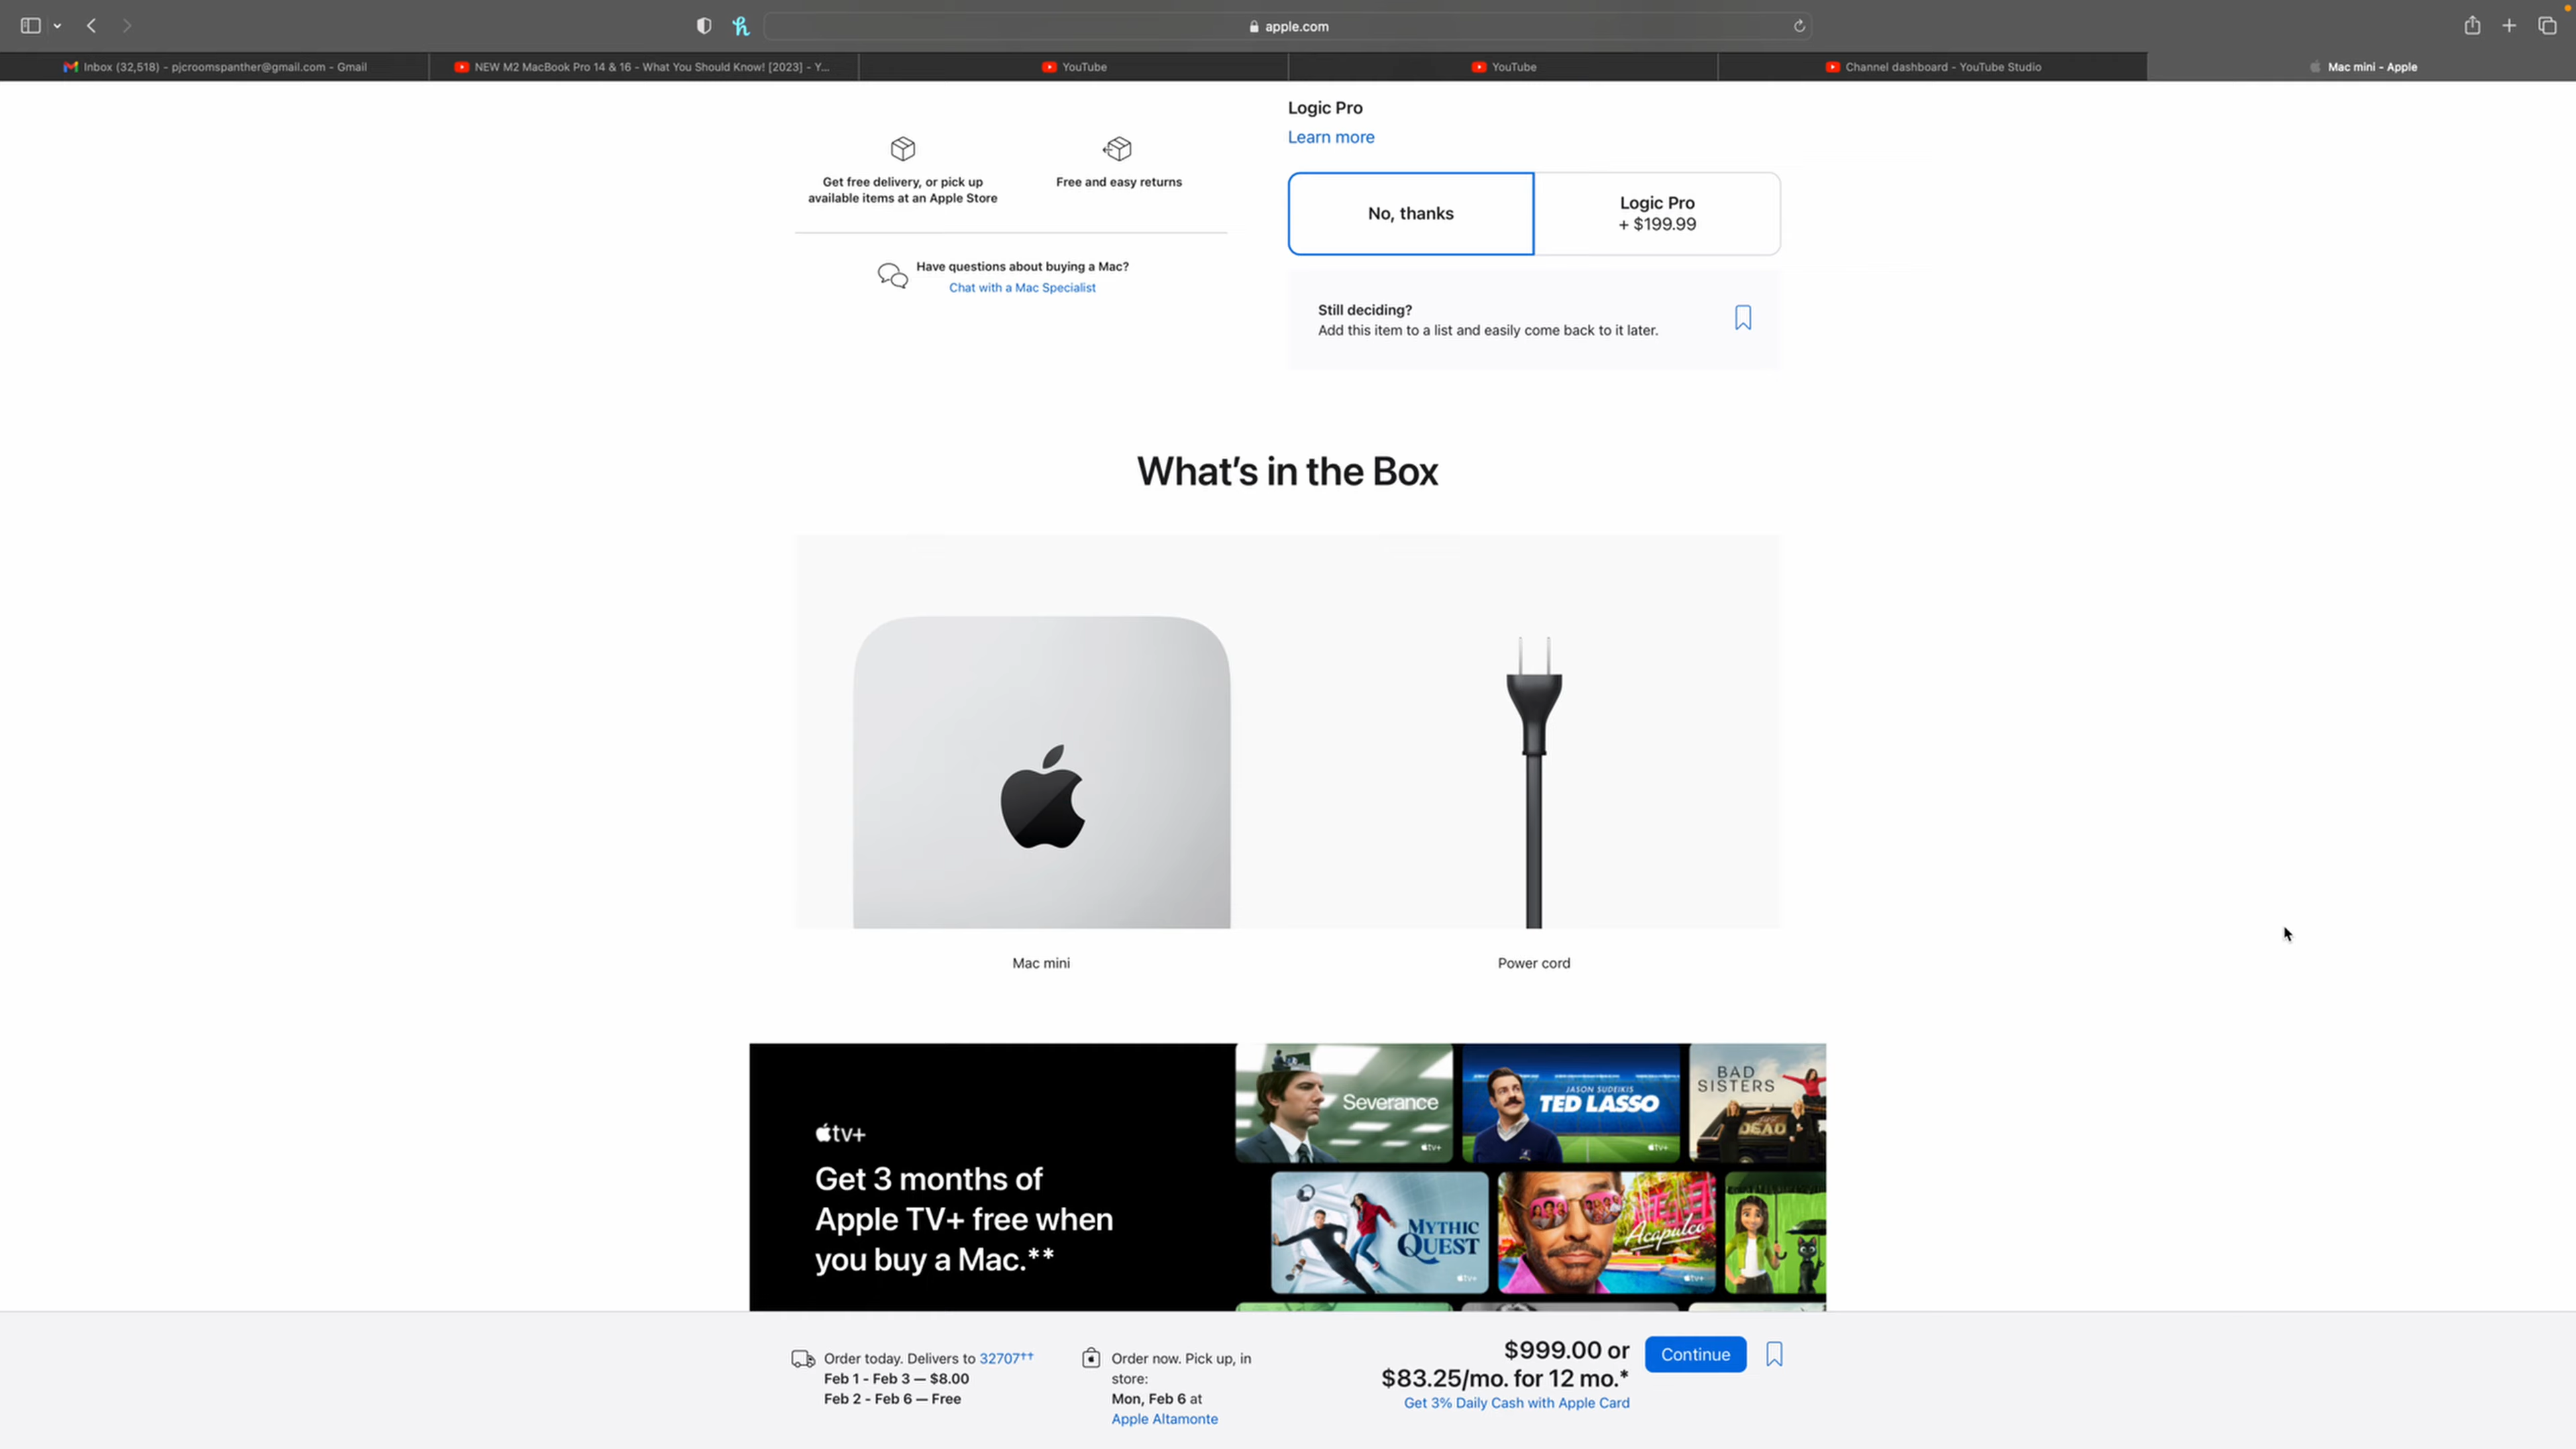 apple.com
Inbox (32,518) - pjcroomspanther@gmail.com - Gmail
NEW M2 MacBook Pro 14 & 16 - What You Should Know! [2023] - Y...
YouTube
YouTube
Channel dashboard - YouTube Studio
Mac mini - Apple
Get free delivery, or pick up
available items at an Apple Store
Free and easy returns
Have questions about buying a Mac?
Chat with a Mac Specialist
Logic Pro
Learn more
No, thanks
Logic Pro
+ $199.99
Still deciding?
Add this item to a list and easily come back to it later.
What's in the Box
Mac mini
Power cord
tv+
Get 3 months of
Apple TV+ free when
you buy a Mac.**
Severance
tv+
JASON SUDEIKIS
TED LASSO
tv+
BAD
SISTERS
DEAD
MYTHIC
QUEST
tv+
Acapulco
tv+
Order today. Delivers to 32707††
Feb 1 - Feb 3 — $8.00
Feb 2 - Feb 6 — Free
Order now. Pick up, in
store:
Mon, Feb 6 at
Apple Altamonte
$999.00 or
$83.25/mo. for 12 mo.*
Get 3% Daily Cash with Apple Card
Continue